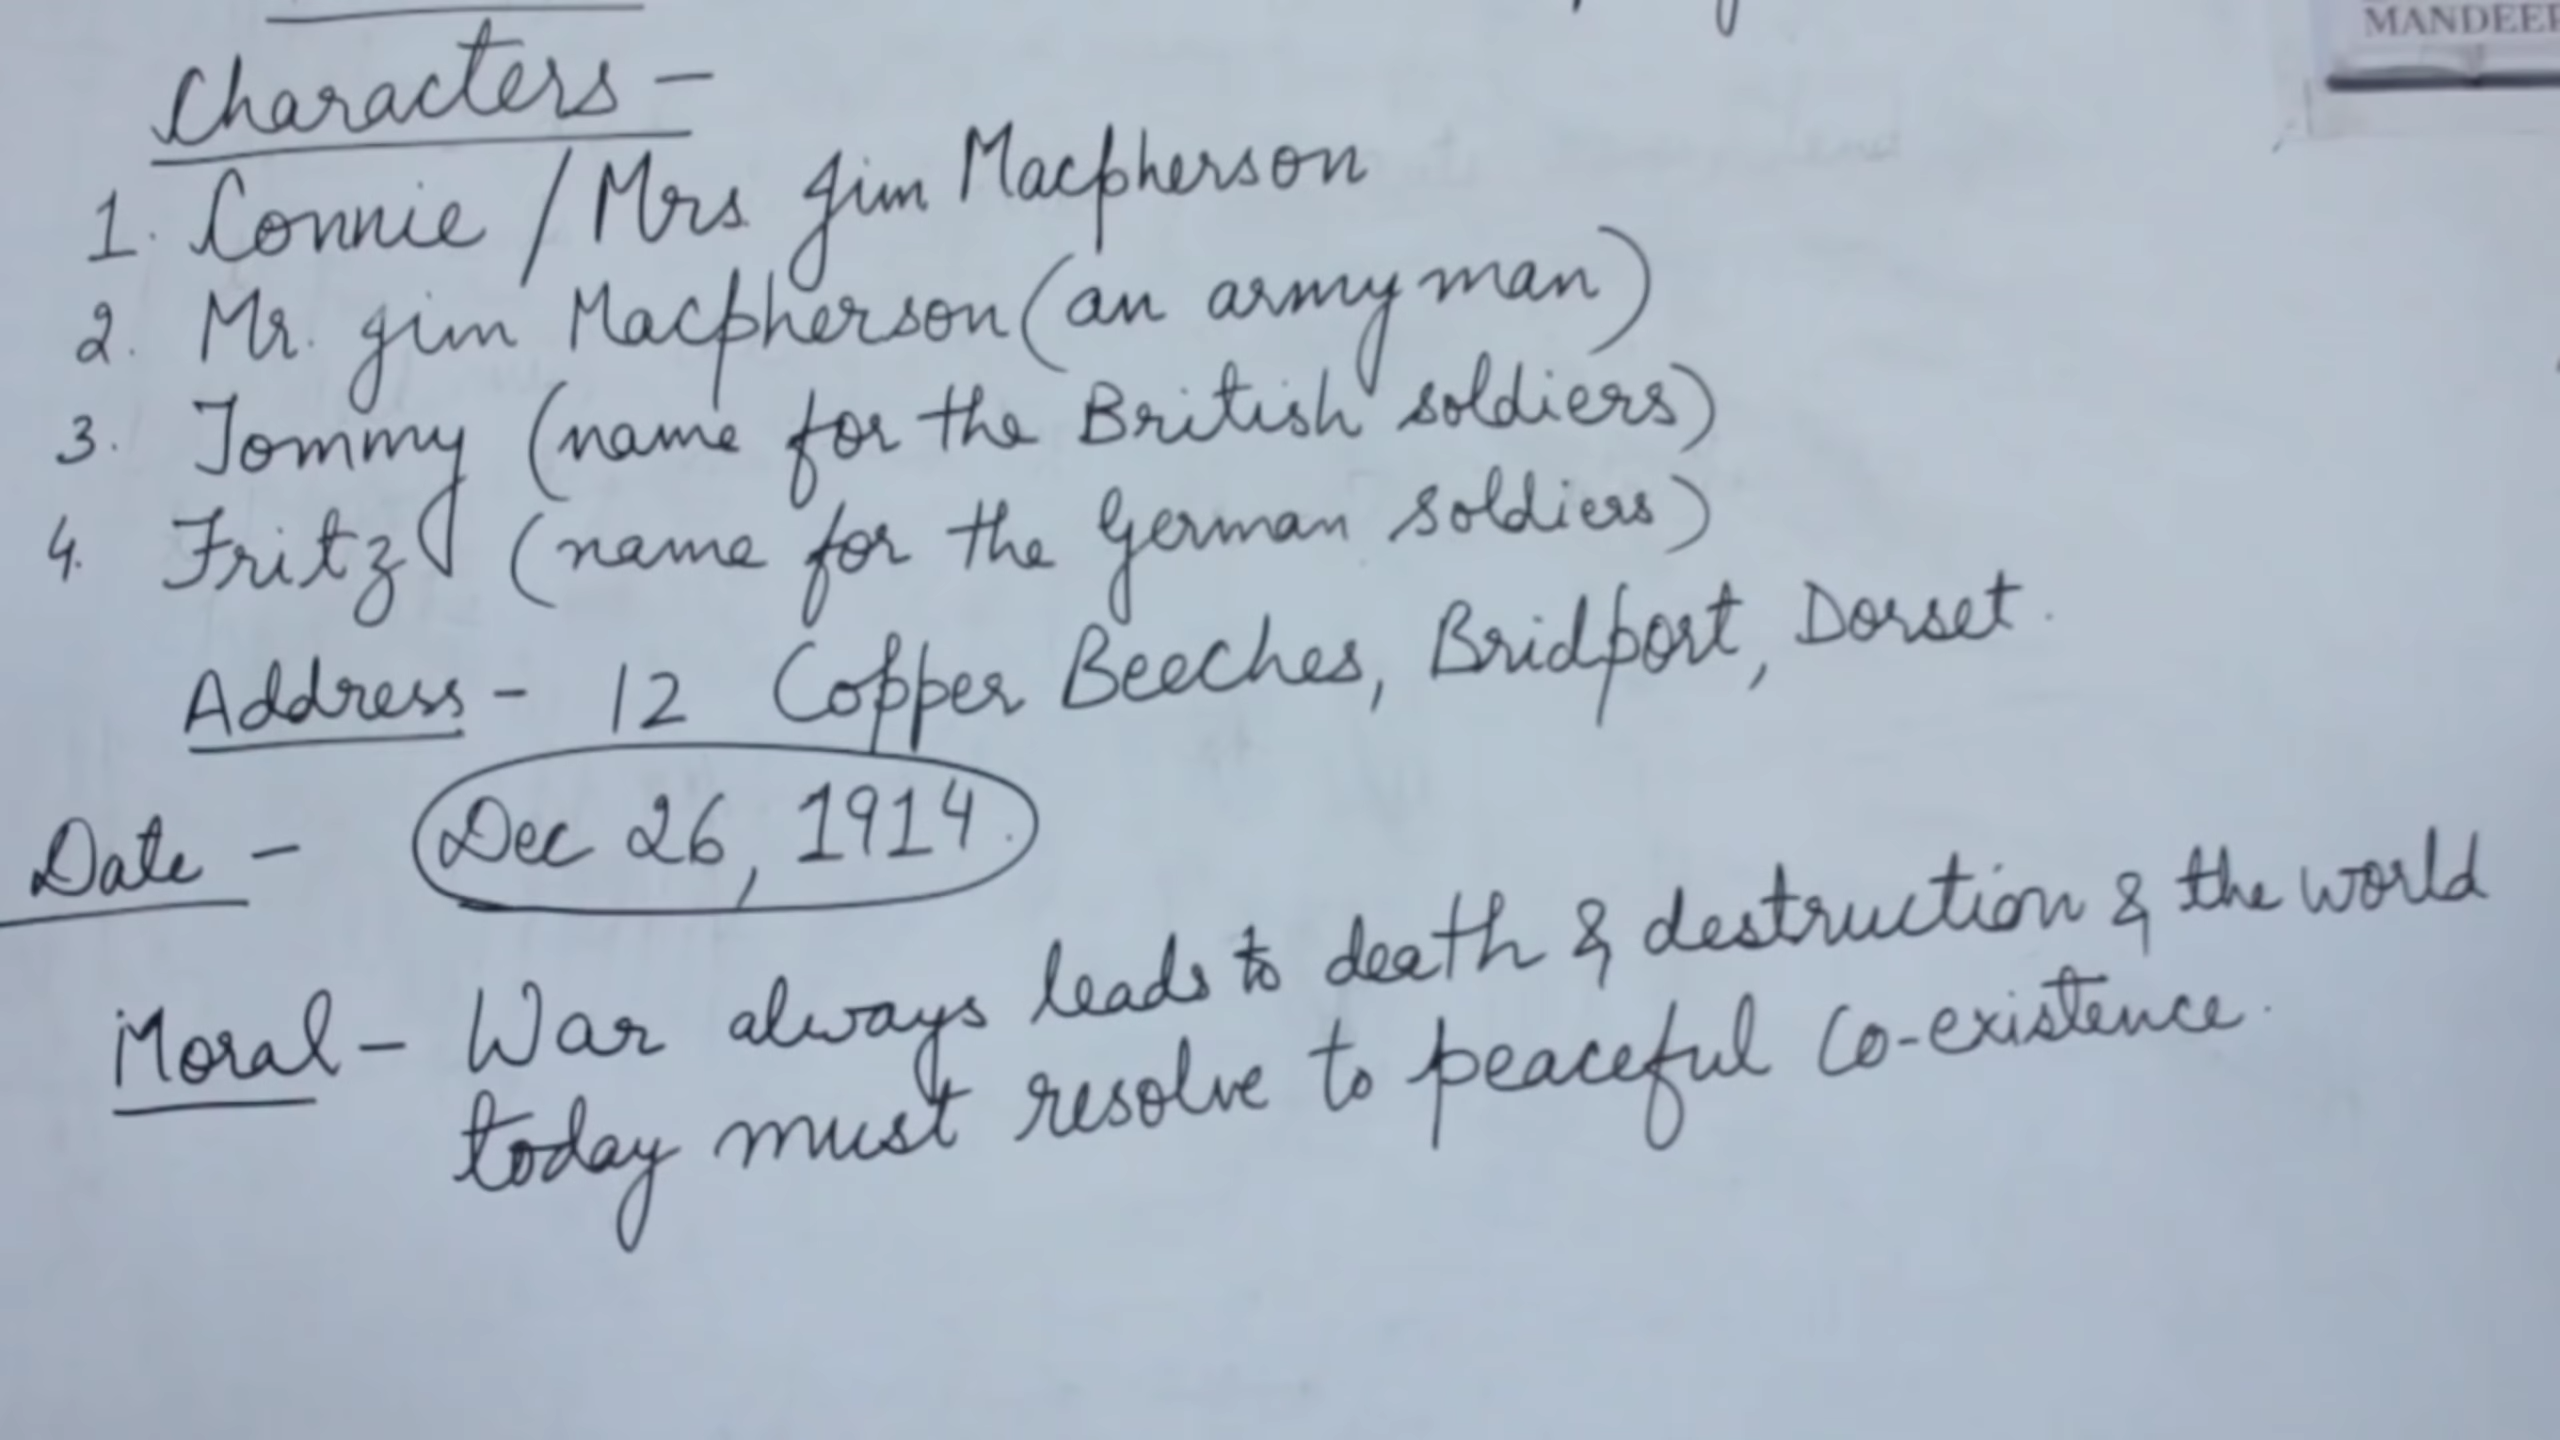 MANDEEP
Characters -
1. Connie / Mrs Jim Macpherson
2. Mr. Jim Macpherson (an army man)
3. Tommy (name for the British soldiers)
4. Fritz (name for the German soldiers)
Address - 12 Copper Beeches, Bridport, Dorset.
Date - Dec 26, 1914.
Moral - War always leads to death & destruction & the world
today must resolve to peaceful co-existence.